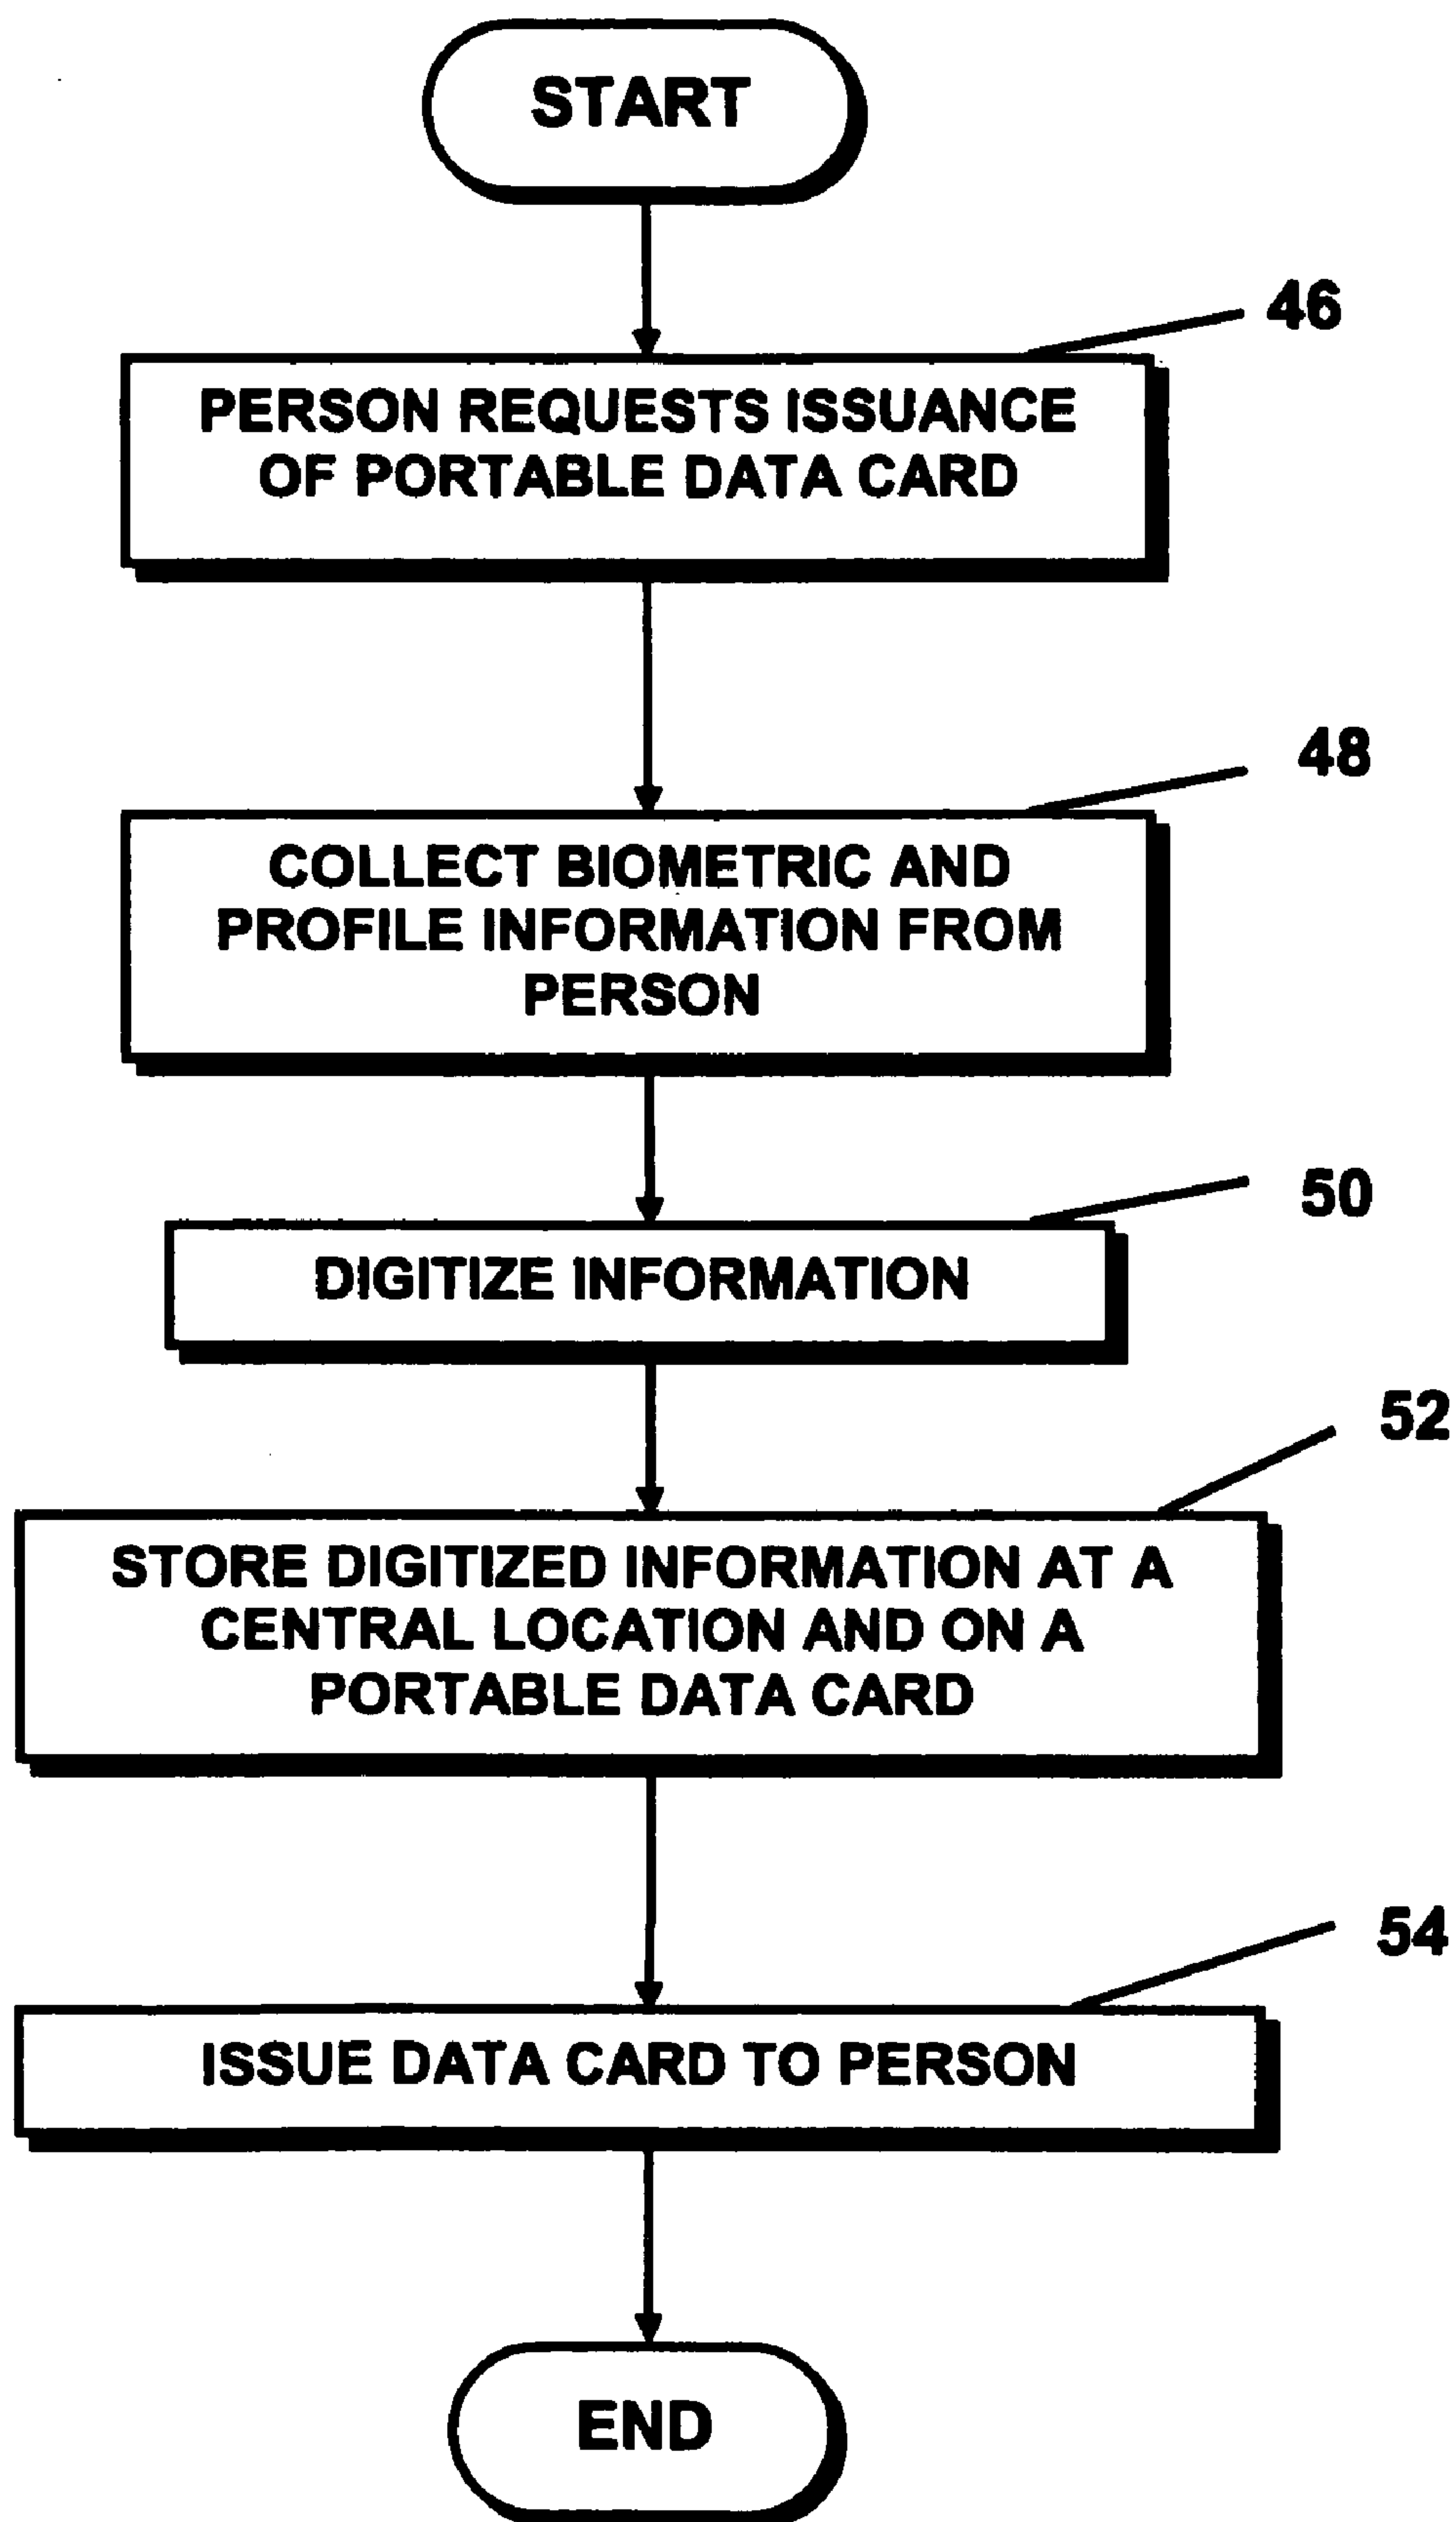 START
46
PERSON REQUESTS ISSUANCE
OF PORTABLE DATA CARD
48
COLLECT BIOMETRIC AND
PROFILE INFORMATION FROM
PERSON
50
DIGITIZE INFORMATION
52
STORE DIGITIZED INFORMATION AT A
CENTRAL LOCATION AND ON A
PORTABLE DATA CARD
54
ISSUE DATA CARD TO PERSON
END